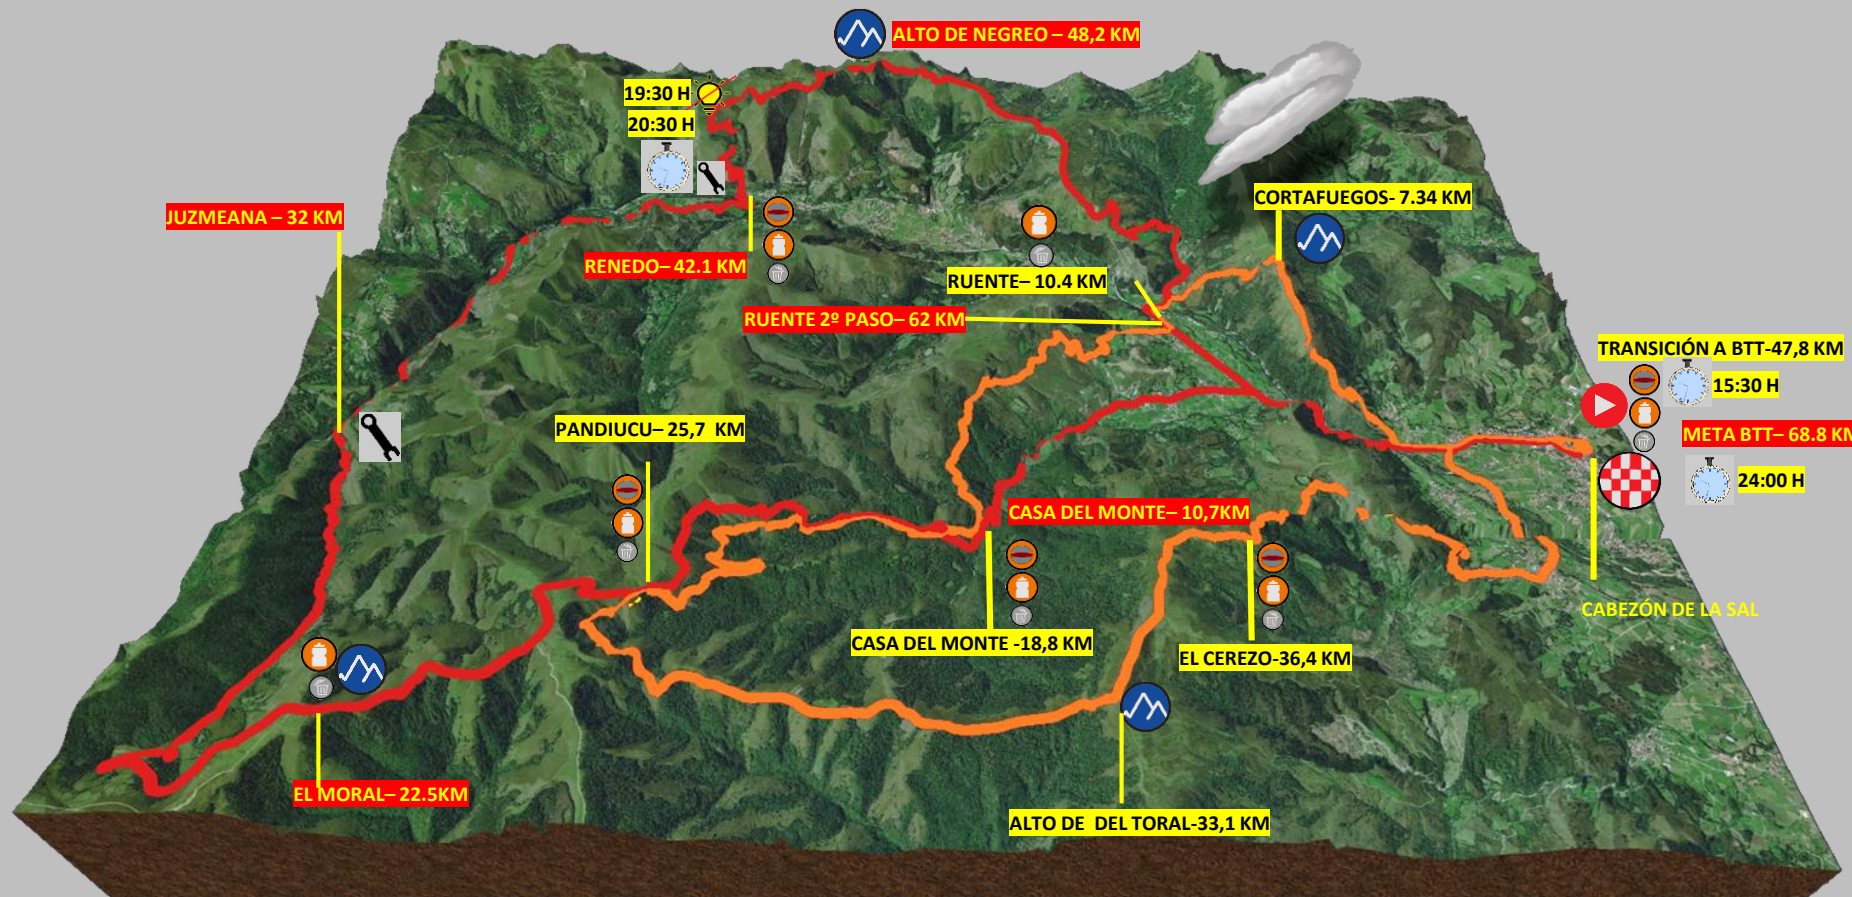 ALTO DE NEGREO – 48,2 KM
19:30 H
20:30 H
CORTAFUEGOS- 7.34 KM
JUZMEANA – 32 KM
RENEDO– 42.1 KM
RUENTE– 10.4 KM
RUENTE 2º PASO– 62 KM
TRANSICIÓN A BTT-47,8 KM
15:30 H
PANDIUCU– 25,7 KM
META BTT– 68.8 KM
24:00 H
CASA DEL MONTE– 10,7KM
CABEZÓN DE LA SAL
CASA DEL MONTE -18,8 KM
EL CEREZO-36,4 KM
EL MORAL– 22.5KM
ALTO DE DEL TORAL-33,1 KM